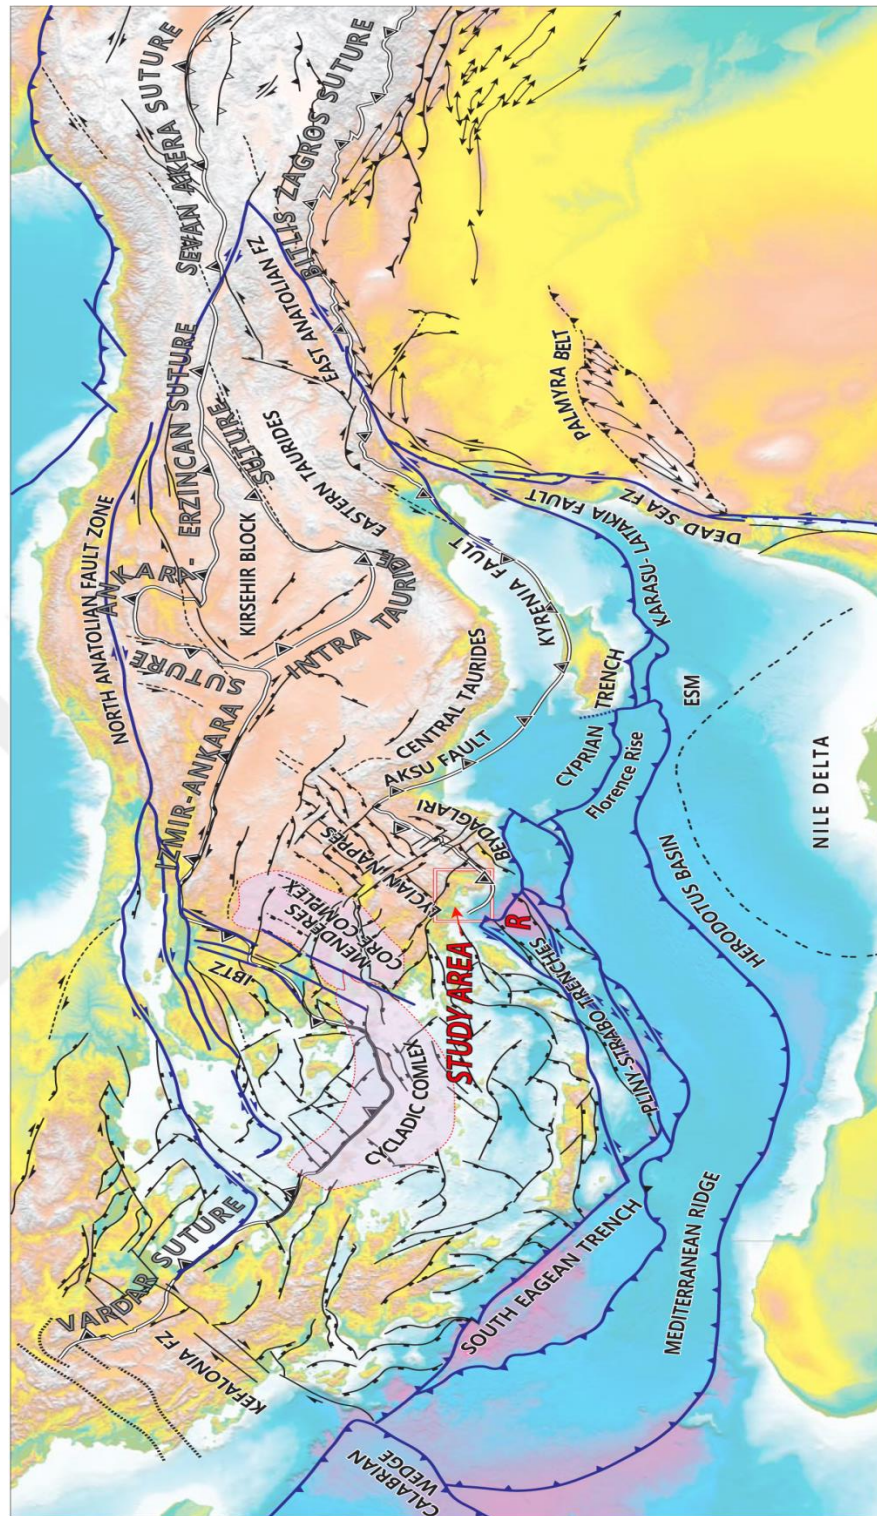 SEVAN AKERA SUTURE
BITLIS ZAGROS SUTURE
EAST ANATOLIAN FZ
ERZINCAN SUTURE
ANKARA-
NORTH ANATOLIAN FAULT ZONE
KIRSEHIR BLOCK
SUTURE
EASTERN TAURIDES
INTRA TAURIDE
SUTURE
IZMIR-ANKARA
PALMYRA BELT
DEAD SEA FZ
KARASU- LATAKIA FAULT
KYRENIA FAULT
CENTRAL TAURIDES
AKSU FAULT
CYPRIAN TRENCH
Florence Rise
ESM
NILE DELTA
HERODOTUS BASIN
BEYDAGLARI
LYCIAN NAPPES
MENDERES
CORE-COMPLEX
IBTZ
STUDY AREA
R
PLINY-STRABO TRENCHES
CYCLADIC COMLEX
VARDAR SUTURE
KEFALONIA FZ
SOUTH EAGEAN TRENCH
MEDITERRANEAN RIDGE
CALABRIAN
WEDGE